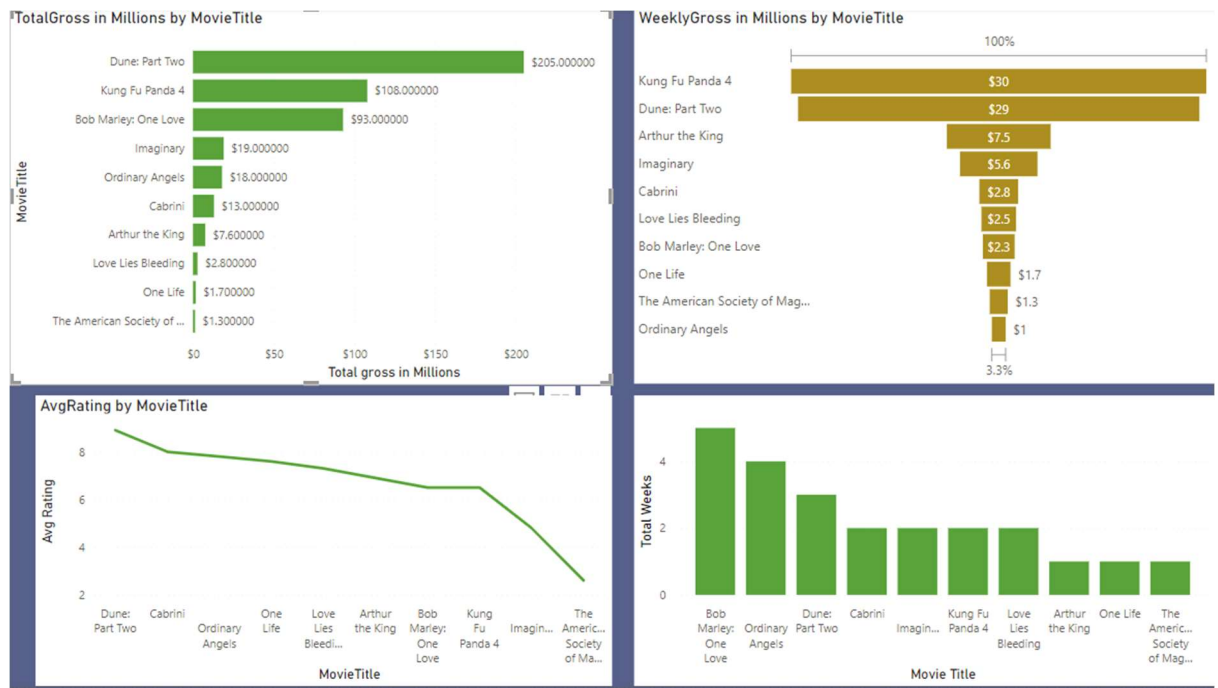 TotalGross in Millions by MovieTitle
MovieTitle
Dune: Part Two
$205.000000
Kung Fu Panda 4
$108.000000
Bob Marley: One Love
$93.000000
Imaginary
$19.000000
Ordinary Angels
$18.000000
Cabrini
$13.000000
Arthur the King
$7.600000
Love Lies Bleeding
$2.800000
One Life
$1.700000
The American Society of ...
$1.300000
$0
$50
$100
$150
$200
Total gross in Millions
WeeklyGross in Millions by MovieTitle
100%
Kung Fu Panda 4
$30
Dune: Part Two
$29
Arthur the King
$7.5
Imaginary
$5.6
Cabrini
$2.8
Love Lies Bleeding
$2.5
Bob Marley: One Love
$2.3
One Life
$1.7
The American Society of Mag...
$1.3
Ordinary Angels
$1
3.3%
AvgRating by MovieTitle
Avg Rating
8
6
4
2
Dune:
Part Two
Cabrini
Ordinary
Angels
One
Life
Love
Lies
Bleedi...
Arthur
the King
Bob
Marley:
One
Love
Kung
Fu
Panda 4
Imagin...
The
Americ...
Society
of Ma...
MovieTitle
Total Weeks
4
2
0
Bob
Marley:
One
Love
Ordinary
Angels
Dune:
Part Two
Cabrini
Imagin...
Kung Fu
Panda 4
Love
Lies
Bleeding
Arthur
the King
One Life
The
Americ...
Society
of Mag...
Movie Title